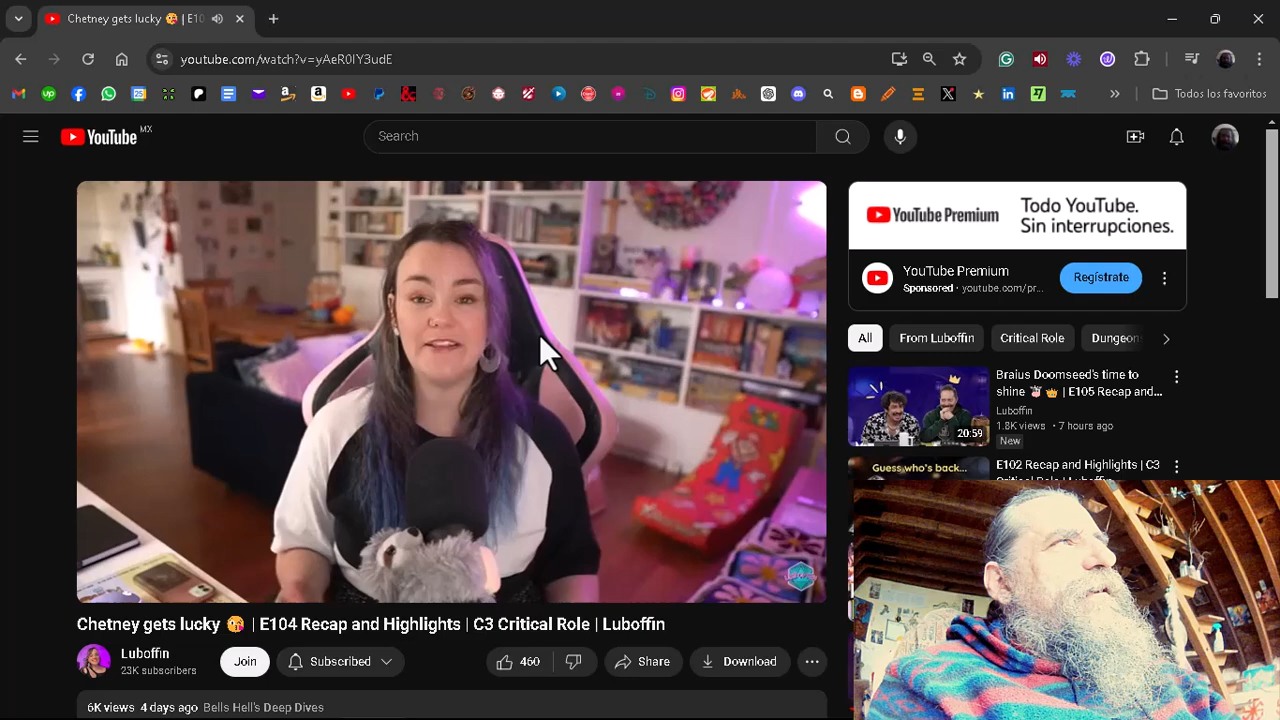 Chetney gets lucky 😘 | E10
youtube.com/watch?v=yAeR0IY3udE
Todos los favoritos
YouTube MX
Search
YouTube Premium
Todo YouTube.
Sin interrupciones.
YouTube Premium
Sponsored · youtube.com/pr...
Regístrate
All
From Luboffin
Critical Role
Dungeon
Braius Doomseed's time to
shine 🐮 👑 | E105 Recap and...
Luboffin
1.8K views • 7 hours ago
New
20:59
Guess who's back...
E102 Recap and Highlights | C3
Chetney gets lucky 😘 | E104 Recap and Highlights | C3 Critical Role | Luboffin
Luboffin
23K subscribers
Join
Subscribed
460
Share
Download
6K views 4 days ago Bells Hell's Deep Dives